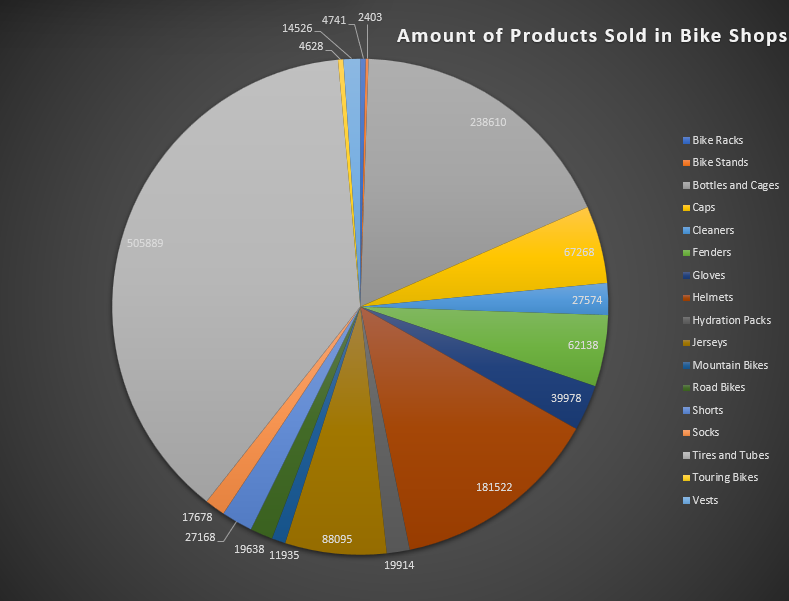 Amount of Products Sold in Bike Shops
4741
2403
14526
4628
238610
505889
67268
27574
62138
39978
181522
19914
88095
11935
19638
27168
17678
Bike Racks
Bike Stands
Bottles and Cages
Caps
Cleaners
Fenders
Gloves
Helmets
Hydration Packs
Jerseys
Mountain Bikes
Road Bikes
Shorts
Socks
Tires and Tubes
Touring Bikes
Vests